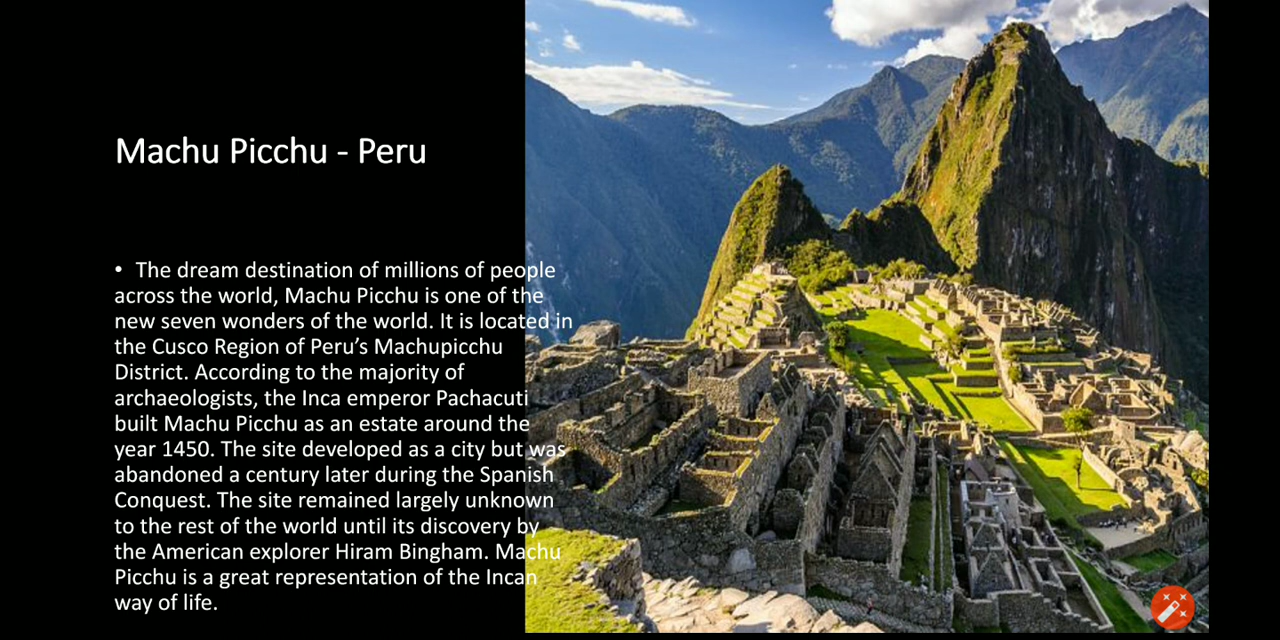 Machu Picchu - Peru
• The dream destination of millions of people
across the world, Machu Picchu is one of the
new seven wonders of the world. It is located in
the Cusco Region of Peru’s Machupicchu
District. According to the majority of
archaeologists, the Inca emperor Pachacuti
built Machu Picchu as an estate around the
year 1450. The site developed as a city but was
abandoned a century later during the Spanish
Conquest. The site remained largely unknown
to the rest of the world until its discovery by
the American explorer Hiram Bingham. Machu
Picchu is a great representation of the Incan
way of life.